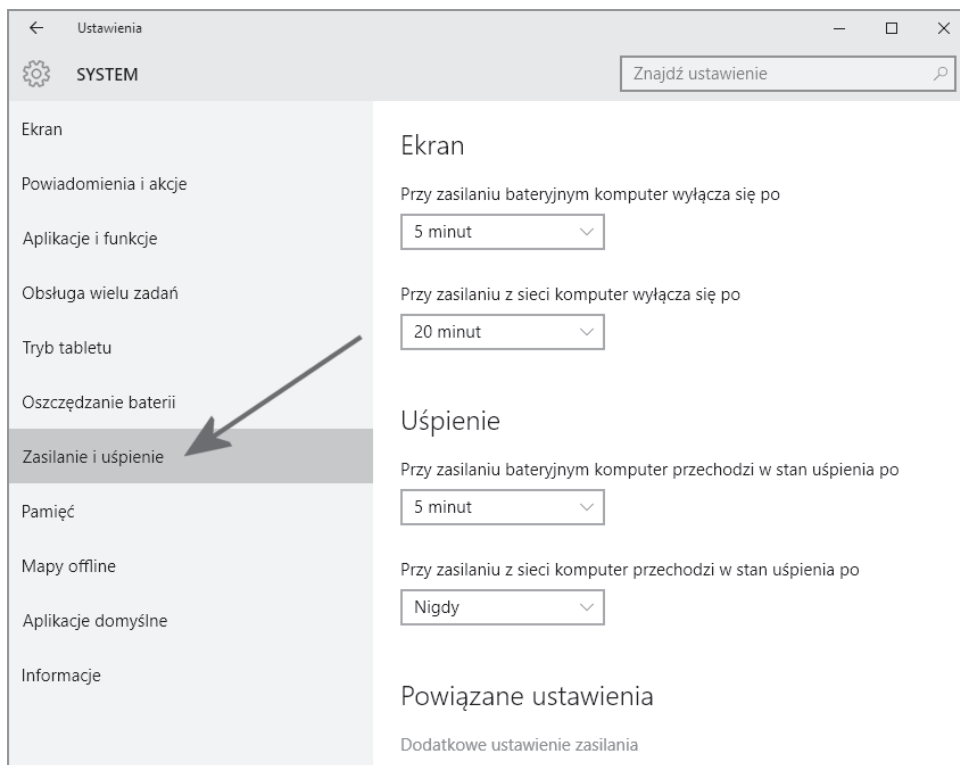 Ustawienia
SYSTEM
Znajdź ustawienie
Ekran
Powiadomienia i akcje
Aplikacje i funkcje
Obsługa wielu zadań
Tryb tabletu
Oszczędzanie baterii
Zasilanie i uśpienie
Pamięć
Mapy offline
Aplikacje domyślne
Informacje
Ekran
Przy zasilaniu bateryjnym komputer wyłącza się po
5 minut
Przy zasilaniu z sieci komputer wyłącza się po
20 minut
Uśpienie
Przy zasilaniu bateryjnym komputer przechodzi w stan uśpienia po
5 minut
Przy zasilaniu z sieci komputer przechodzi w stan uśpienia po
Nigdy
Powiązane ustawienia
Dodatkowe ustawienie zasilania